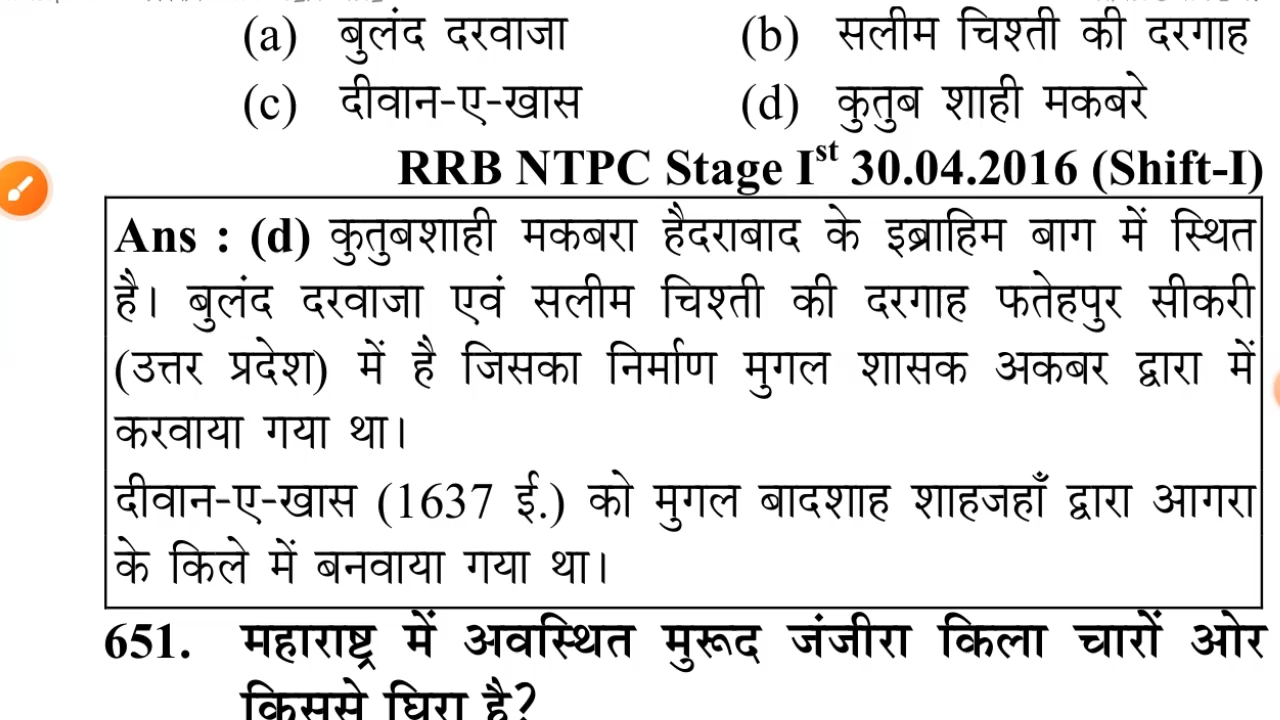 (a) बुलंद दरवाजा (b) सलीम चिश्ती की दरगाह
(c) दीवान-ए-खास (d) कुतुब शाही मकबरे
RRB NTPC Stage Ist 30.04.2016 (Shift-I)
Ans : (d) कुतुबशाही मकबरा हैदराबाद के इब्राहिम बाग में स्थित
है। बुलंद दरवाजा एवं सलीम चिश्ती की दरगाह फतेहपुर सीकरी
(उत्तर प्रदेश) में है जिसका निर्माण मुगल शासक अकबर द्वारा में
करवाया गया था।
दीवान-ए-खास (1637 ई.) को मुगल बादशाह शाहजहाँ द्वारा आगरा
के किले में बनवाया गया था।
651. महाराष्ट्र में अवस्थित मुरूद जंजीरा किला चारों ओर
किससे घिरा है?